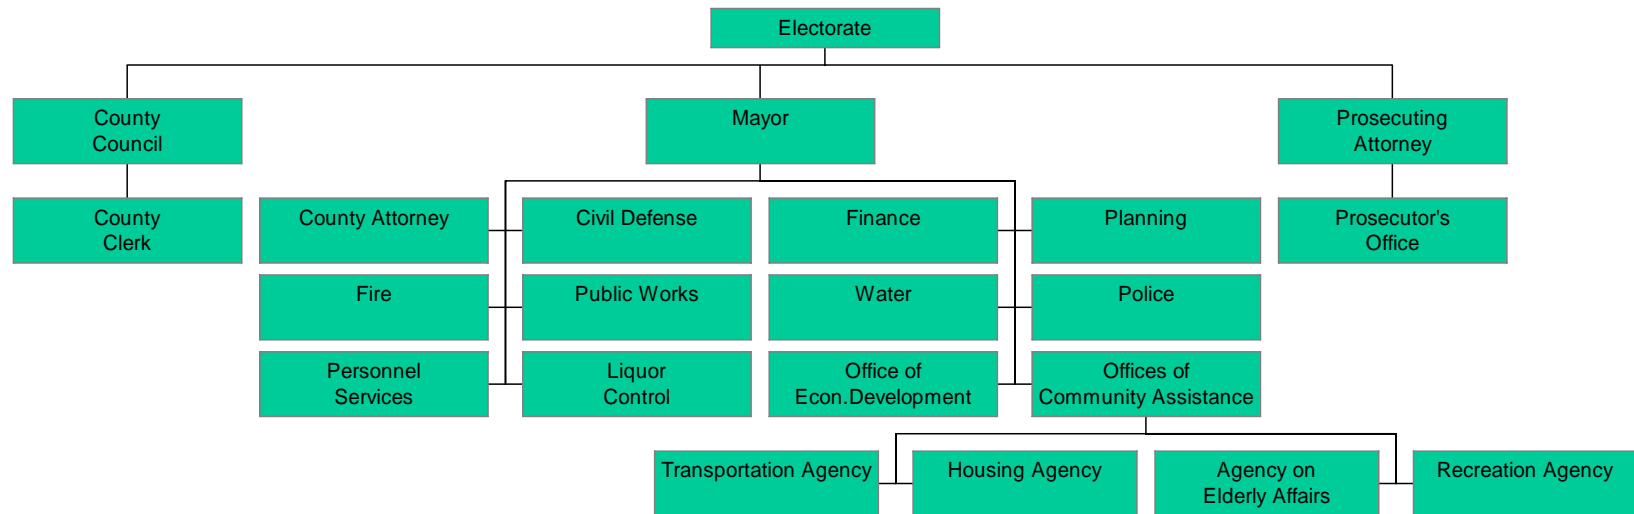 Electorate
County
Council
Mayor
Prosecuting
Attorney
County
Clerk
County Attorney
Civil Defense
Finance
Planning
Prosecutor's
Office
Fire
Public Works
Water
Police
Personnel
Services
Liquor
Control
Office of
Econ.Development
Offices of
Community Assistance
Transportation Agency
Housing Agency
Agency on
Elderly Affairs
Recreation Agency